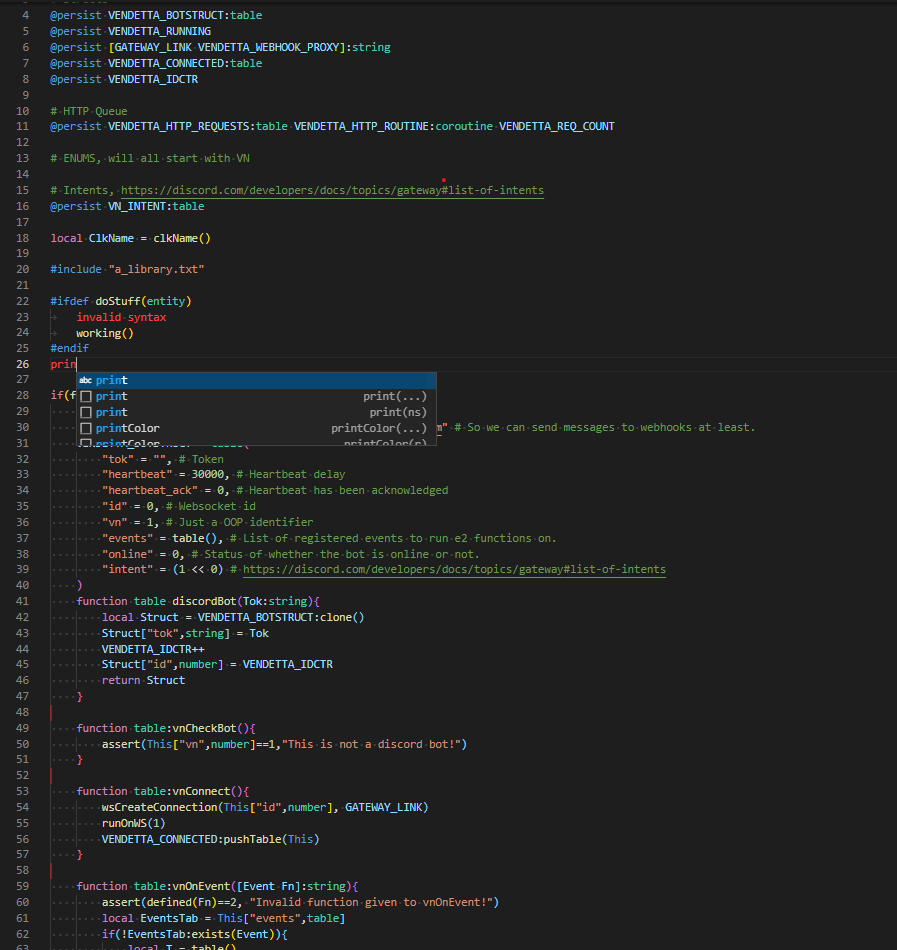 4 @persist VENDETTA_BOTSTRUCT:table
5 @persist VENDETTA_RUNNING
6 @persist [GATEWAY_LINK VENDETTA_WEBHOOK_PROXY]:string
7 @persist VENDETTA_CONNECTED:table
8 @persist VENDETTA_IDCTR
9
10 # HTTP Queue
11 @persist VENDETTA_HTTP_REQUESTS:table VENDETTA_HTTP_ROUTINE:coroutine VENDETTA_REQ_COUNT
12
13 # ENUMS, will all start with VN
14
15 # Intents, https://discord.com/developers/docs/topics/gateway#list-of-intents
16 @persist VN_INTENT:table
17
18 local ClkName = clkName()
19
20 #include "a_library.txt"
21
22 #ifdef doStuff(entity)
23 invalid syntax
24 working()
25 #endif
26 prin
27 abc print
28 if(f print print(...)
29 print print(ns)
30 printColor printColor(...) m" # So we can send messages to webhooks at least.
31 printColor printColor(r)
32 "tok" = "", # Token
33 "heartbeat" = 30000, # Heartbeat delay
34 "heartbeat_ack" = 0, # Heartbeat has been acknowledged
35 "id" = 0, # Websocket id
36 "vn" = 1, # Just a OOP identifier
37 "events" = table(), # List of registered events to run e2 functions on.
38 "online" = 0, # Status of whether the bot is online or not.
39 "intent" = (1 << 0) # https://discord.com/developers/docs/topics/gateway#list-of-intents
40 )
41 function table discordBot(Tok:string){
42 local Struct = VENDETTA_BOTSTRUCT:clone()
43 Struct["tok",string] = Tok
44 VENDETTA_IDCTR++
45 Struct["id",number] = VENDETTA_IDCTR
46 return Struct
47 }
48
49 function table:vnCheckBot(){
50 assert(This["vn",number]==1,"This is not a discord bot!")
51 }
52
53 function table:vnConnect(){
54 wsCreateConnection(This["id",number], GATEWAY_LINK)
55 runOnWS(1)
56 VENDETTA_CONNECTED:pushTable(This)
57 }
58
59 function table:vnOnEvent([Event Fn]:string){
60 assert(defined(Fn)==2, "Invalid function given to vnOnEvent!")
61 local EventsTab = This["events",table]
62 if(!EventsTab:exists(Event)){
63 local T = table()